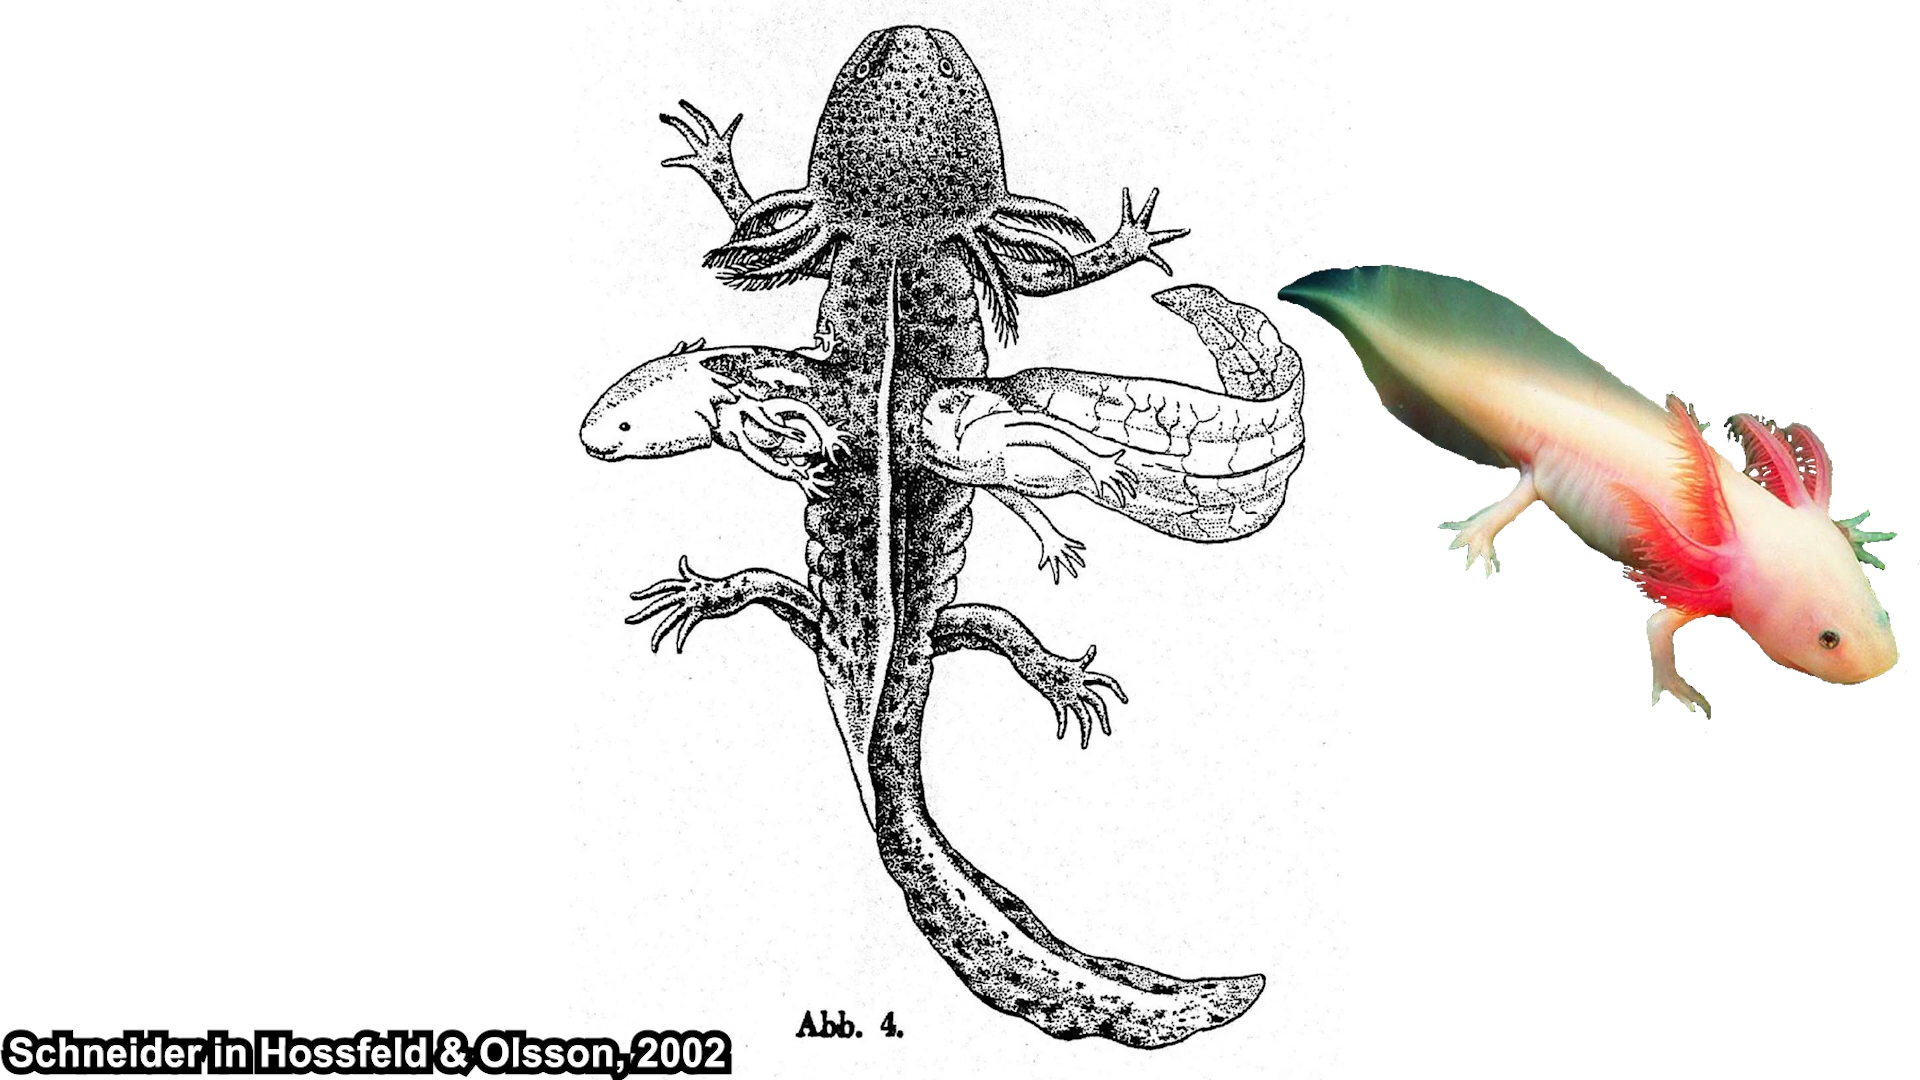 Abb. 4.
Schneider in Hossfeld & Olsson, 2002